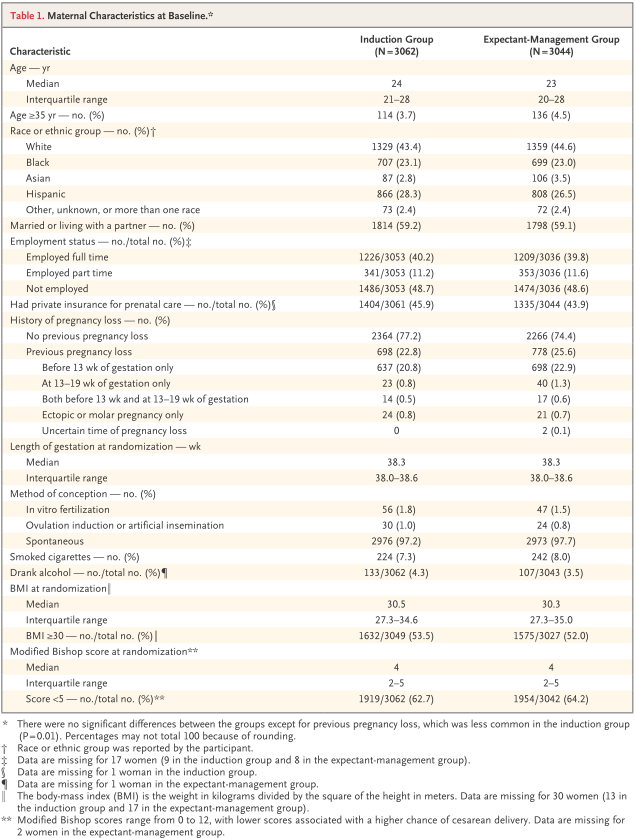 Table 1. Maternal Characteristics at Baseline.*
Characteristic Induction Group (N=3062) Expectant-Management Group (N=3044)
Age — yr
Median 24 23
Interquartile range 21–28 20–28
Age ≥35 yr — no. (%) 114 (3.7) 136 (4.5)
Race or ethnic group — no. (%)†
White 1329 (43.4) 1359 (44.6)
Black 707 (23.1) 699 (23.0)
Asian 87 (2.8) 106 (3.5)
Hispanic 866 (28.3) 808 (26.5)
Other, unknown, or more than one race 73 (2.4) 72 (2.4)
Married or living with a partner — no. (%) 1814 (59.2) 1798 (59.1)
Employment status — no./total no. (%)‡
Employed full time 1226/3053 (40.2) 1209/3036 (39.8)
Employed part time 341/3053 (11.2) 353/3036 (11.6)
Not employed 1486/3053 (48.7) 1474/3036 (48.6)
Had private insurance for prenatal care — no./total no. (%)§ 1404/3061 (45.9) 1335/3044 (43.9)
History of pregnancy loss — no. (%)
No previous pregnancy loss 2364 (77.2) 2266 (74.4)
Previous pregnancy loss 698 (22.8) 778 (25.6)
Before 13 wk of gestation only 637 (20.8) 698 (22.9)
At 13–19 wk of gestation only 23 (0.8) 40 (1.3)
Both before 13 wk and at 13–19 wk of gestation 14 (0.5) 17 (0.6)
Ectopic or molar pregnancy only 24 (0.8) 21 (0.7)
Uncertain time of pregnancy loss 0 2 (0.1)
Length of gestation at randomization — wk
Median 38.3 38.3
Interquartile range 38.0–38.6 38.0–38.6
Method of conception — no. (%)
In vitro fertilization 56 (1.8) 47 (1.5)
Ovulation induction or artificial insemination 30 (1.0) 24 (0.8)
Spontaneous 2976 (97.2) 2973 (97.7)
Smoked cigarettes — no. (%) 224 (7.3) 242 (8.0)
Drank alcohol — no./total no. (%)¶ 133/3062 (4.3) 107/3043 (3.5)
BMI at randomization‖
Median 30.5 30.3
Interquartile range 27.3–34.6 27.3–35.0
BMI ≥30 — no./total no. (%)‖ 1632/3049 (53.5) 1575/3027 (52.0)
Modified Bishop score at randomization**
Median 4 4
Interquartile range 2–5 2–5
Score <5 — no./total no. (%)** 1919/3062 (62.7) 1954/3042 (64.2)
* There were no significant differences between the groups except for previous pregnancy loss, which was less common in the induction group
(P=0.01). Percentages may not total 100 because of rounding.
† Race or ethnic group was reported by the participant.
‡ Data are missing for 17 women (9 in the induction group and 8 in the expectant-management group).
§ Data are missing for 1 woman in the induction group.
¶ Data are missing for 1 woman in the expectant-management group.
‖ The body-mass index (BMI) is the weight in kilograms divided by the square of the height in meters. Data are missing for 30 women (13 in
the induction group and 17 in the expectant-management group).
** Modified Bishop scores range from 0 to 12, with lower scores associated with a higher chance of cesarean delivery. Data are missing for
2 women in the expectant-management group.